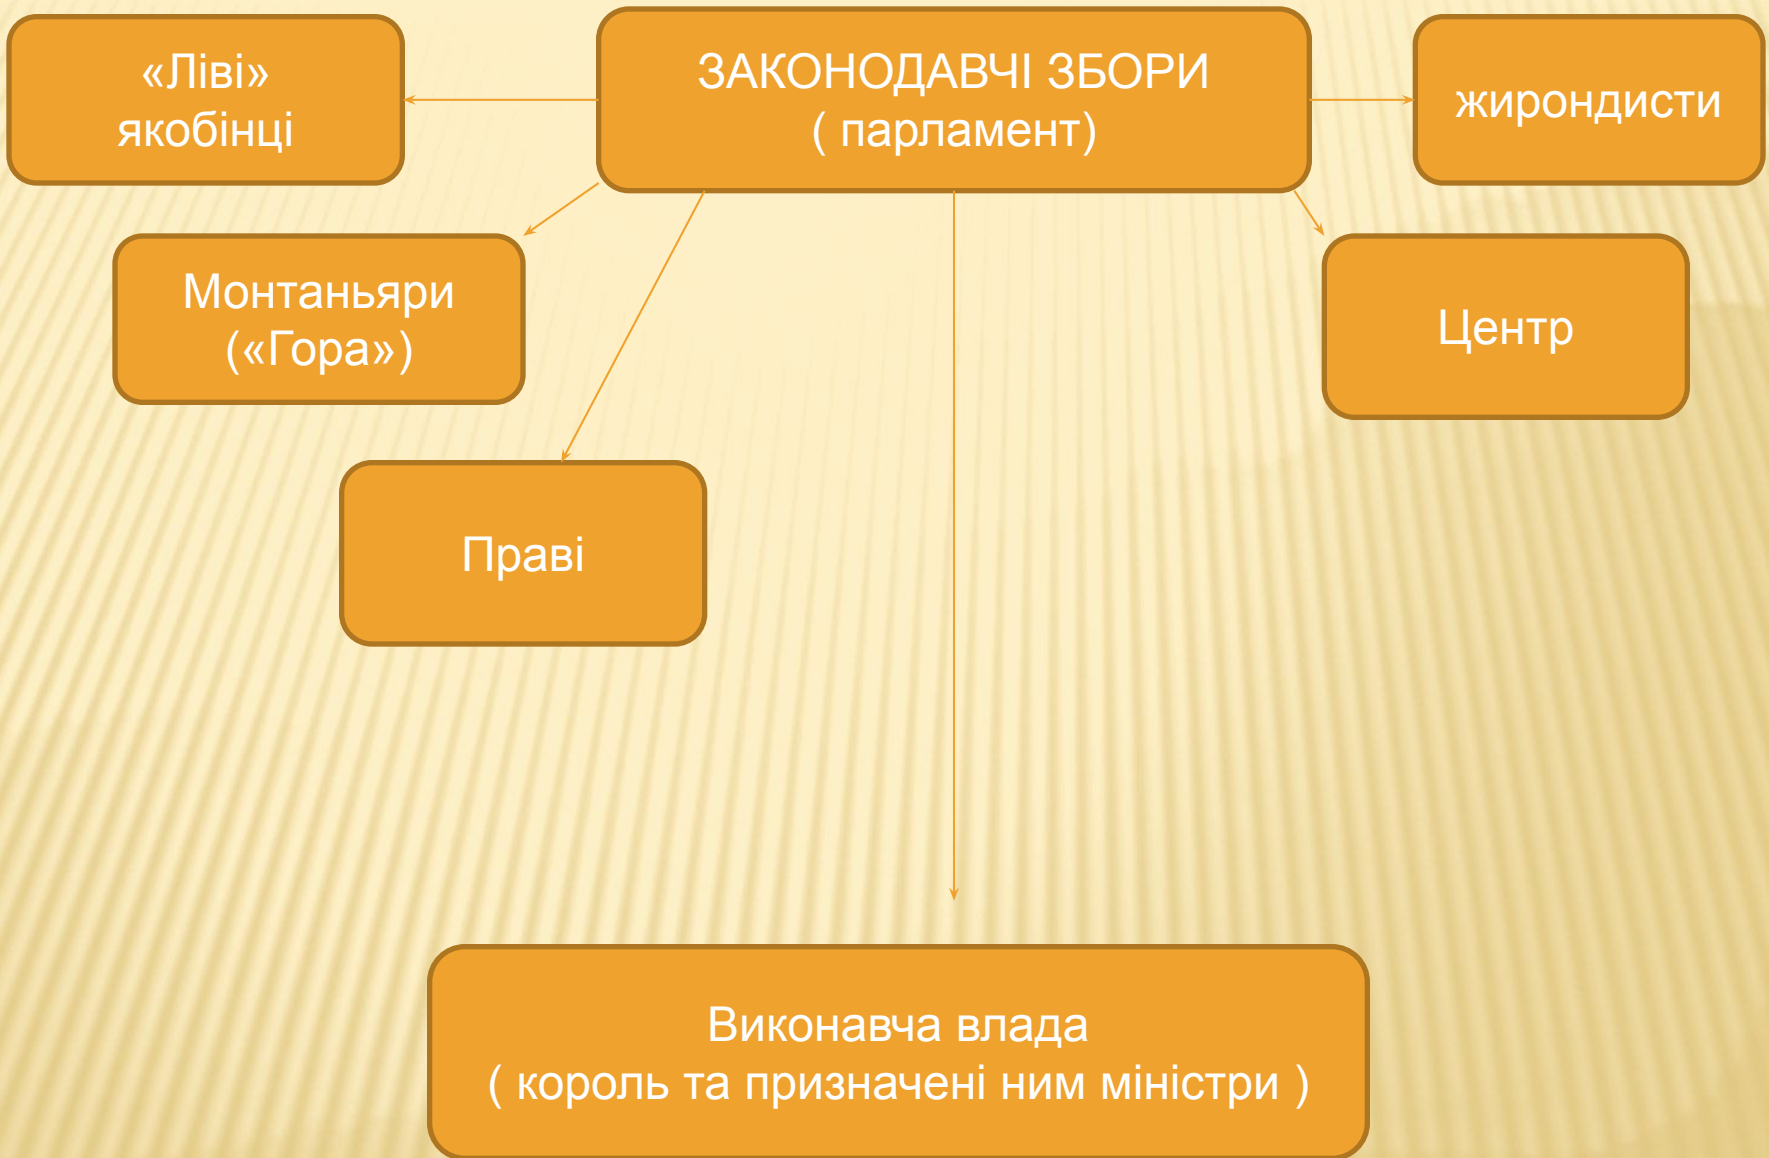 «Ліві»
якобінці
ЗАКОНОДАВЧІ ЗБОРИ
( парламент)
жирондисти
Монтаньяри
(«Гора»)
Центр
Праві
Виконавча влада
( король та призначені ним міністри )